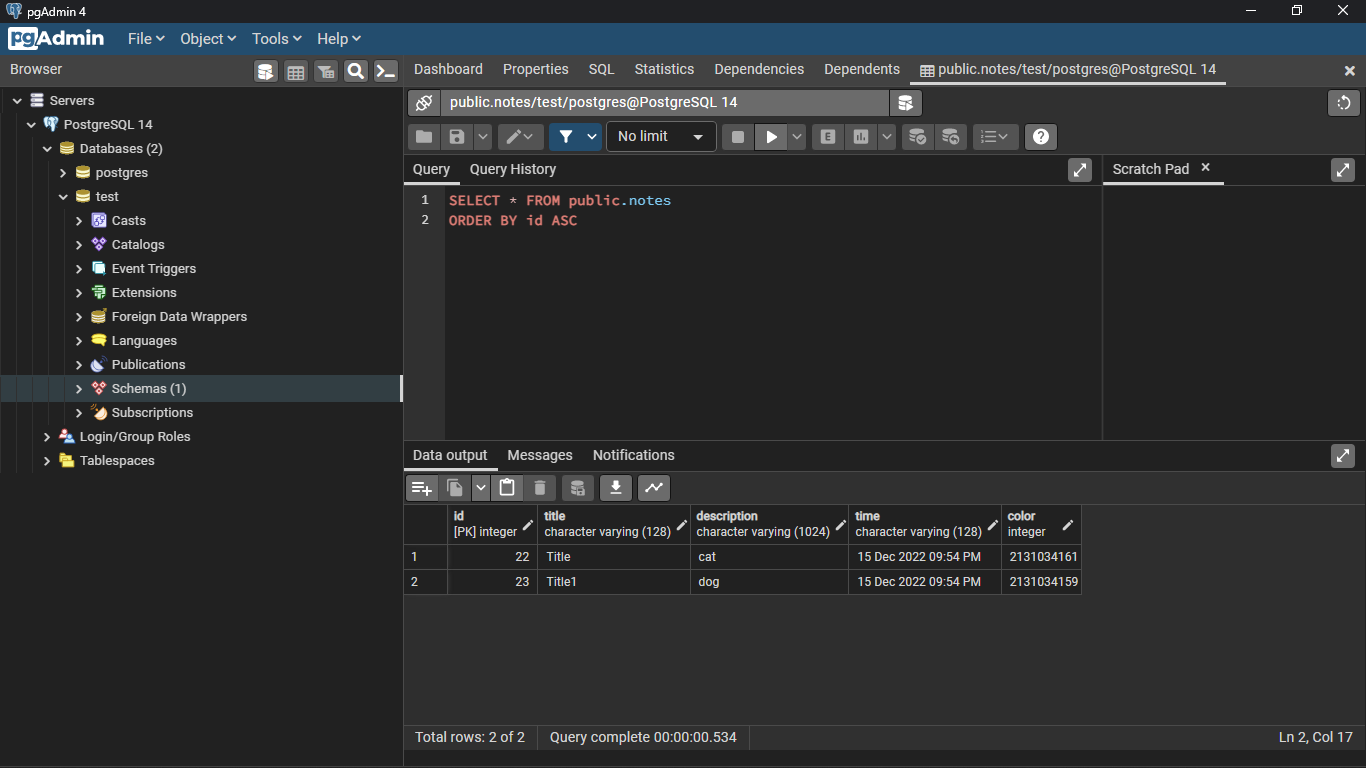 pgAdmin 4
pgAdmin File Object Tools Help
Browser
Servers
PostgreSQL 14
Databases (2)
postgres
test
Casts
Catalogs
Event Triggers
Extensions
Foreign Data Wrappers
Languages
Publications
Schemas (1)
Subscriptions
Login/Group Roles
Tablespaces
Dashboard Properties SQL Statistics Dependencies Dependents public.notes/test/postgres@PostgreSQL 14
public.notes/test/postgres@PostgreSQL 14
No limit
E
Query Query History
Scratch Pad
1 SELECT * FROM public.notes
2 ORDER BY id ASC
Data output Messages Notifications
id title description time color
[PK] integer character varying (128) character varying (1024) character varying (128) integer
1 22 Title cat 15 Dec 2022 09:54 PM 2131034161
2 23 Title1 dog 15 Dec 2022 09:54 PM 2131034159
Total rows: 2 of 2 Query complete 00:00:00.534 Ln 2, Col 17